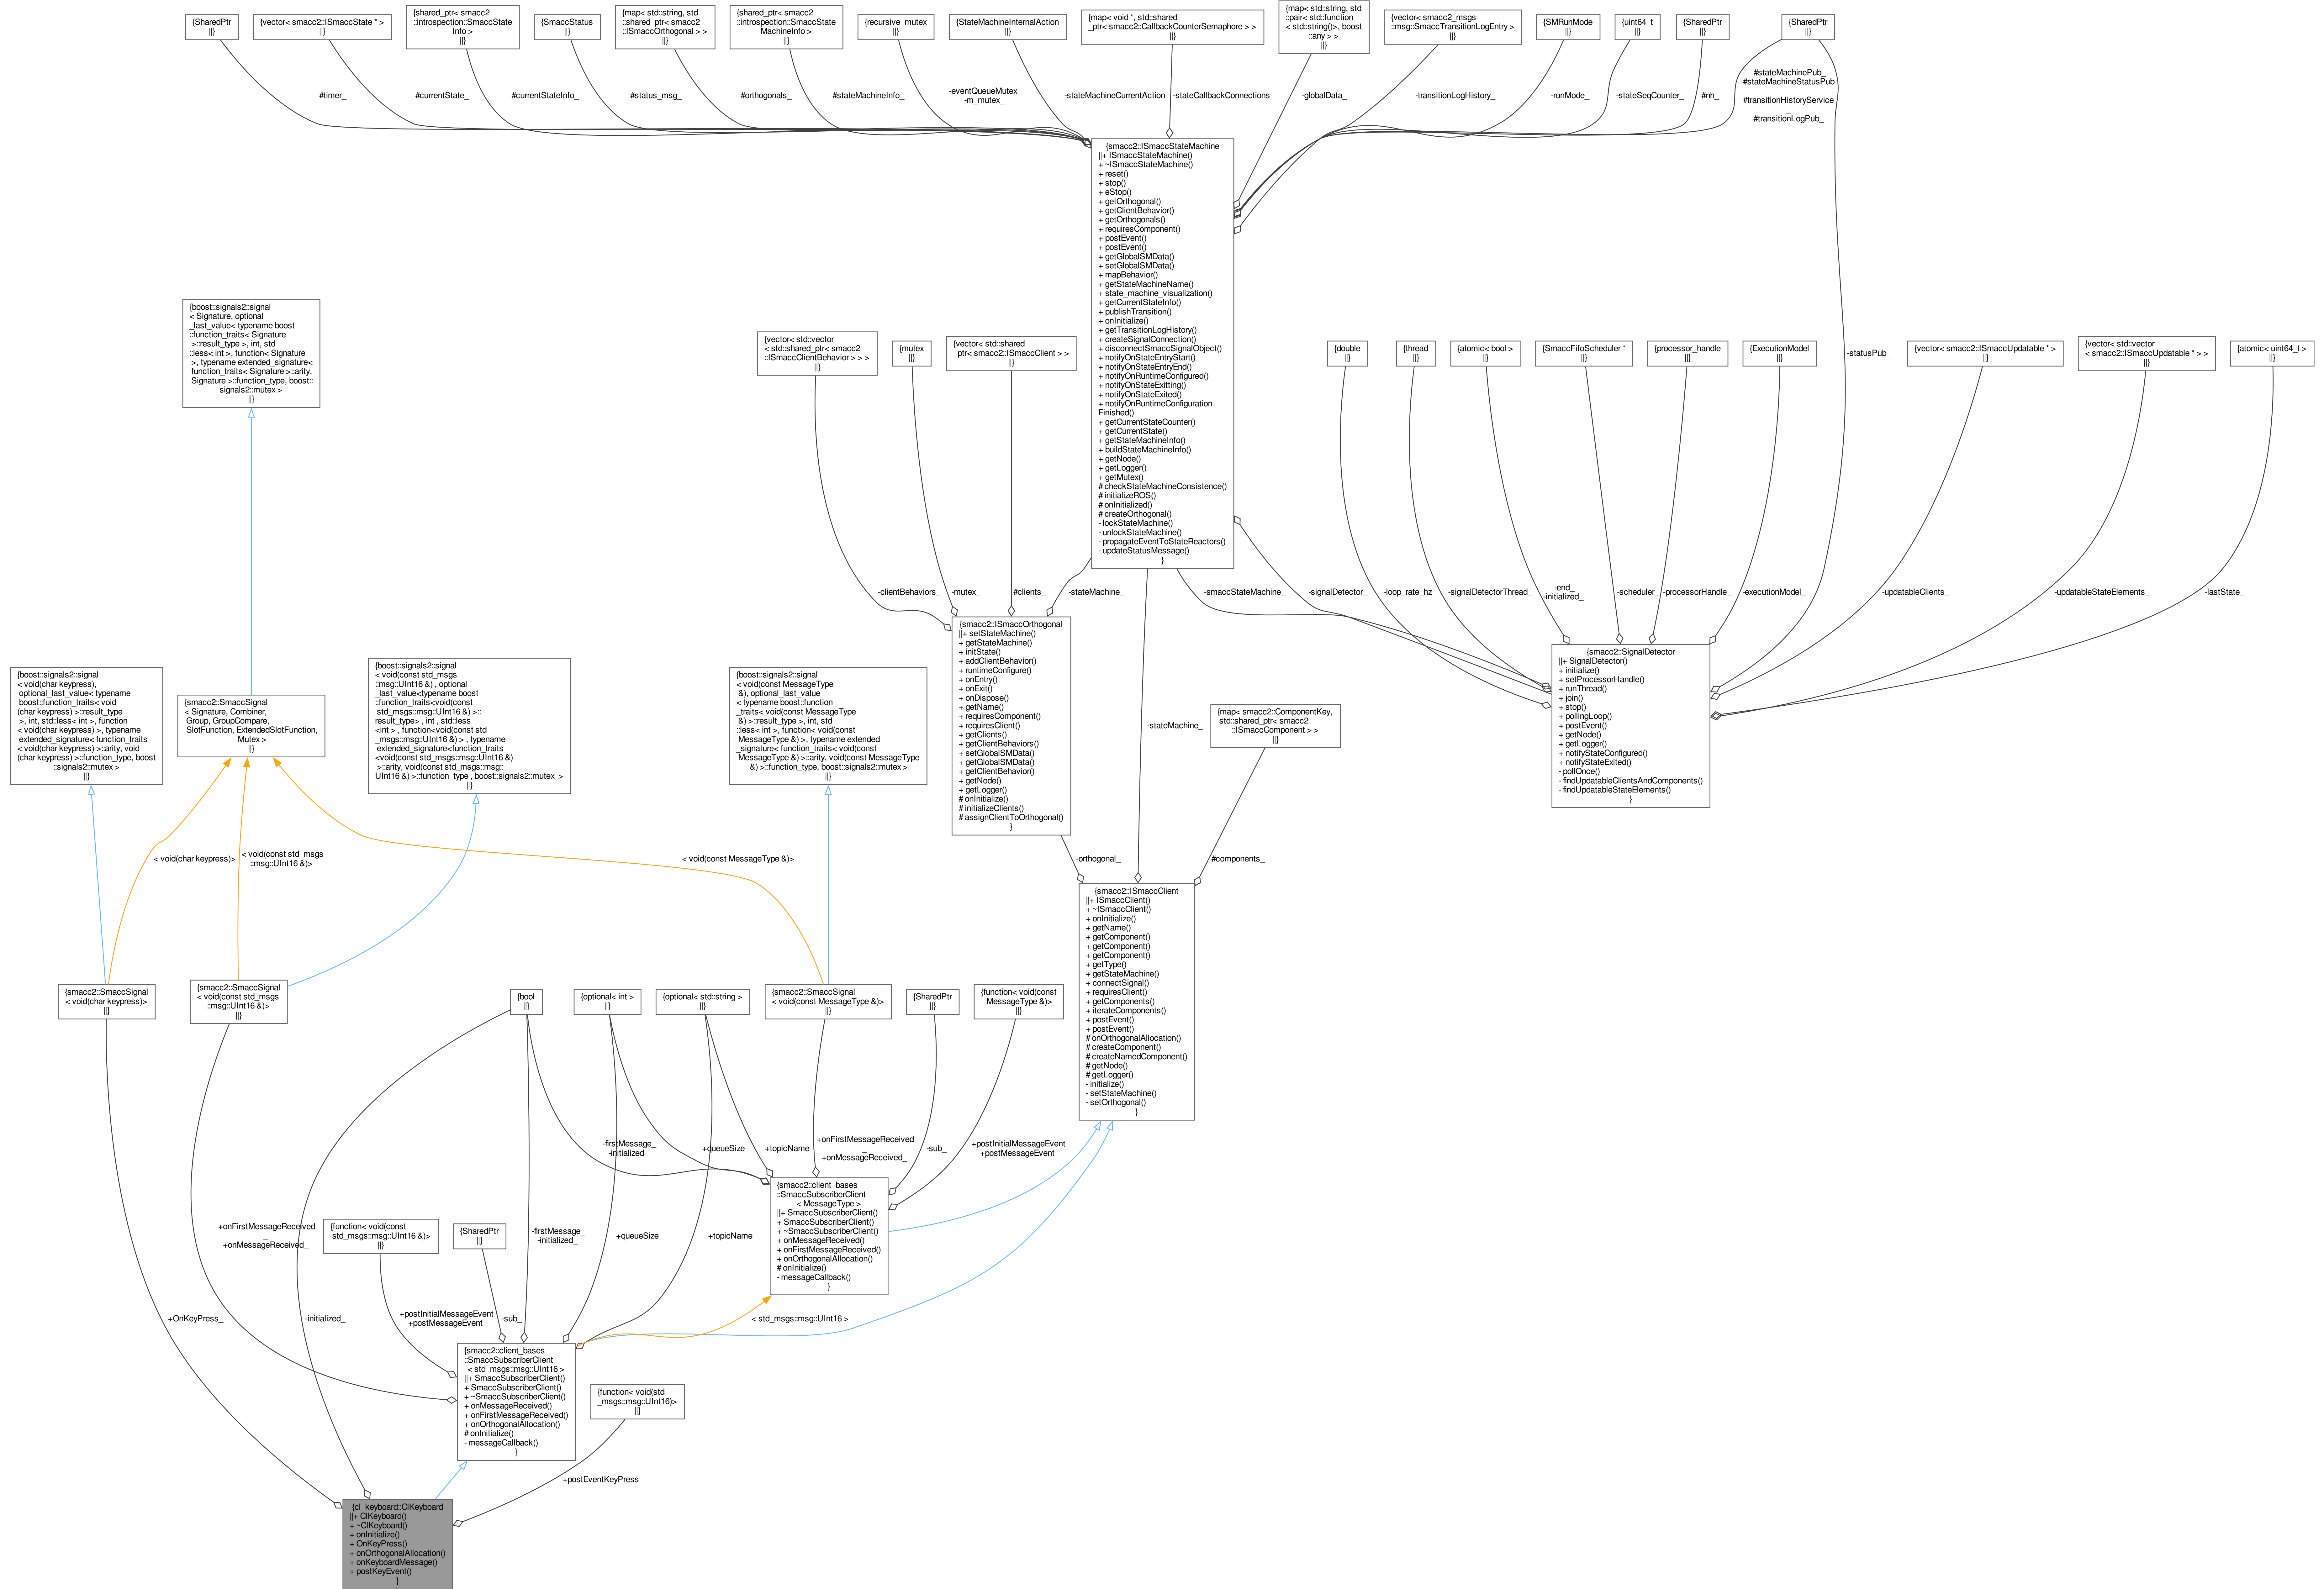 {SharedPtr
||}
{vector< smacc2::ISmaccState * >
||}
{shared_ptr< smacc2
::introspection::SmaccState
Info >
||}
{SmaccStatus
||}
{map< std::string, std
::shared_ptr< smacc2
::ISmaccOrthogonal > >
||}
{shared_ptr< smacc2
::introspection::SmaccState
MachineInfo >
||}
{recursive_mutex
||}
{StateMachineInternalAction
||}
{map< void *, std::shared
_ptr< smacc2::CallbackCounterSemaphore > >
||}
{map< std::string, std
::pair< std::function
< std::string()>, boost
::any > >
||}
{vector< smacc2_msgs
::msg::SmaccTransitionLogEntry >
||}
{SMRunMode
||}
{uint64_t
||}
{SharedPtr
||}
{SharedPtr
||}
#timer_
#currentState_
#currentStateInfo_
#status_msg_
#orthogonals_
#stateMachineInfo_
-eventQueueMutex_
-m_mutex_
-stateMachineCurrentAction
-stateCallbackConnections
-globalData_
-transitionLogHistory_
-runMode_
-stateSeqCounter_
#nh_
#stateMachinePub_
#stateMachineStatusPub
_
#transitionHistoryService
_
#transitionLogPub_
{smacc2::ISmaccStateMachine
||+ ISmaccStateMachine()
+ ~ISmaccStateMachine()
+ reset()
+ stop()
+ eStop()
+ getOrthogonal()
+ getClientBehavior()
+ getOrthogonals()
+ requiresComponent()
+ postEvent()
+ postEvent()
+ getGlobalSMData()
+ setGlobalSMData()
+ mapBehavior()
+ getStateMachineName()
+ state_machine_visualization()
+ getCurrentStateInfo()
+ publishTransition()
+ onInitialize()
+ getTransitionLogHistory()
+ createSignalConnection()
+ disconnectSmaccSignalObject()
+ notifyOnStateEntryStart()
+ notifyOnStateEntryEnd()
+ notifyOnRuntimeConfigured()
+ notifyOnStateExitting()
+ notifyOnStateExited()
+ notifyOnRuntimeConfiguration
Finished()
+ getCurrentStateCounter()
+ getCurrentState()
+ getStateMachineInfo()
+ buildStateMachineInfo()
+ getNode()
+ getLogger()
+ getMutex()
# checkStateMachineConsistence()
# initializeROS()
# onInitialized()
# createOrthogonal()
- lockStateMachine()
- unlockStateMachine()
- propagateEventToStateReactors()
- updateStatusMessage()
}
{boost::signals2::signal
< Signature, optional
_last_value< typename boost
::function_traits< Signature
>::result_type >, int, std
::less< int >, function< Signature
>, typename extended_signature<
function_traits< Signature >::arity,
Signature >::function_type, boost::
signals2::mutex >
||}
{vector< std::vector
< std::shared_ptr< smacc2
::ISmaccClientBehavior > > >
||}
{mutex
||}
{vector< std::shared
_ptr< smacc2::ISmaccClient > >
||}
{double
||}
{thread
||}
{atomic< bool >
||}
{SmaccFifoScheduler *
||}
{processor_handle
||}
{ExecutionModel
||}
-statusPub_
{vector< smacc2::ISmaccUpdatable * >
||}
{vector< std::vector
< smacc2::ISmaccUpdatable * > >
||}
{atomic< uint64_t >
||}
-clientBehaviors_
-mutex_
#clients_
-stateMachine_
-smaccStateMachine_
-signalDetector_
-loop_rate_hz
-signalDetectorThread_
-end_
-initialized_
-scheduler_
-processorHandle_
-executionModel_
-updatableClients_
-updatableStateElements_
-lastState_
{smacc2::ISmaccOrthogonal
||+ setStateMachine()
+ getStateMachine()
+ initState()
+ addClientBehavior()
+ runtimeConfigure()
+ onEntry()
+ onExit()
+ onDispose()
+ getName()
+ requiresComponent()
+ requiresClient()
+ getClients()
+ getClientBehaviors()
+ setGlobalSMData()
+ getGlobalSMData()
+ getClientBehavior()
+ getNode()
+ getLogger()
# onInitialize()
# initializeClients()
# assignClientToOrthogonal()
}
{smacc2::SignalDetector
||+ SignalDetector()
+ initialize()
+ setProcessorHandle()
+ runThread()
+ join()
+ stop()
+ pollingLoop()
+ postEvent()
+ getNode()
+ getLogger()
+ notifyStateConfigured()
+ notifyStateExited()
- pollOnce()
- findUpdatableClientsAndComponents()
- findUpdatableStateElements()
}
{boost::signals2::signal
< void(char keypress),
optional_last_value< typename
boost::function_traits< void
(char keypress) >::result_type
>, int, std::less< int >, function
< void(char keypress) >, typename
extended_signature< function_traits
< void(char keypress) >::arity, void
(char keypress) >::function_type, boost
::signals2::mutex >
||}
{smacc2::SmaccSignal
< Signature, Combiner,
Group, GroupCompare,
SlotFunction, ExtendedSlotFunction,
Mutex >
||}
{boost::signals2::signal
< void(const std_msgs
::msg::UInt16 &) , optional
_last_value<typename boost
::function_traits<void(const
std_msgs::msg::UInt16 &) >::
result_type> , int , std::less
<int > , function<void(const std
_msgs::msg::UInt16 &) > , typename
extended_signature<function_traits
<void(const std_msgs::msg::UInt16 &)
>::arity, void(const std_msgs::msg::
UInt16 &) >::function_type , boost::signals2::mutex >
||}
{boost::signals2::signal
< void(const MessageType
&), optional_last_value
< typename boost::function
_traits< void(const MessageType
&) >::result_type >, int, std
::less< int >, function< void(const
MessageType &) >, typename extended
_signature< function_traits< void(const
MessageType &) >::arity, void(const MessageType
&) >::function_type, boost::signals2::mutex >
||}
{map< smacc2::ComponentKey,
std::shared_ptr< smacc2
::ISmaccComponent > >
||}
-stateMachine_
< void(char keypress)>
< void(const std_msgs
::msg::UInt16 &)>
< void(const MessageType &)>
-orthogonal_
#components_
{smacc2::ISmaccClient
||+ ISmaccClient()
+ ~ISmaccClient()
+ onInitialize()
+ getName()
+ getComponent()
+ getComponent()
+ getComponent()
+ getType()
+ getStateMachine()
+ connectSignal()
+ requiresClient()
+ getComponents()
+ iterateComponents()
+ postEvent()
+ postEvent()
# onOrthogonalAllocation()
# createComponent()
# createNamedComponent()
# getNode()
# getLogger()
- initialize()
- setStateMachine()
- setOrthogonal()
}
{smacc2::SmaccSignal
< void(char keypress)>
||}
{smacc2::SmaccSignal
< void(const std_msgs
::msg::UInt16 &)>
||}
{bool
||}
{optional< int >
||}
{optional< std::string >
||}
{smacc2::SmaccSignal
< void(const MessageType &)>
||}
{SharedPtr
||}
{function< void(const
MessageType &)>
||}
-firstMessage_
-initialized_
+queueSize
+topicName
+onFirstMessageReceived
_
+onMessageReceived_
-sub_
+postInitialMessageEvent
+postMessageEvent
{smacc2::client_bases
::SmaccSubscriberClient
< MessageType >
||+ SmaccSubscriberClient()
+ SmaccSubscriberClient()
+ ~SmaccSubscriberClient()
+ onMessageReceived()
+ onFirstMessageReceived()
+ onOrthogonalAllocation()
# onInitialize()
- messageCallback()
}
+onFirstMessageReceived
_
+onMessageReceived_
{function< void(const
std_msgs::msg::UInt16 &)>
||}
{SharedPtr
||}
-firstMessage_
-initialized_
+queueSize
+topicName
+OnKeyPress_
-initialized_
+postInitialMessageEvent
+postMessageEvent
-sub_
< std_msgs::msg::UInt16 >
{smacc2::client_bases
::SmaccSubscriberClient
< std_msgs::msg::UInt16 >
||+ SmaccSubscriberClient()
+ SmaccSubscriberClient()
+ ~SmaccSubscriberClient()
+ onMessageReceived()
+ onFirstMessageReceived()
+ onOrthogonalAllocation()
# onInitialize()
- messageCallback()
}
{function< void(std
_msgs::msg::UInt16)>
||}
+postEventKeyPress
{cl_keyboard::ClKeyboard
||+ ClKeyboard()
+ ~ClKeyboard()
+ onInitialize()
+ OnKeyPress()
+ onOrthogonalAllocation()
+ onKeyboardMessage()
+ postKeyEvent()
}